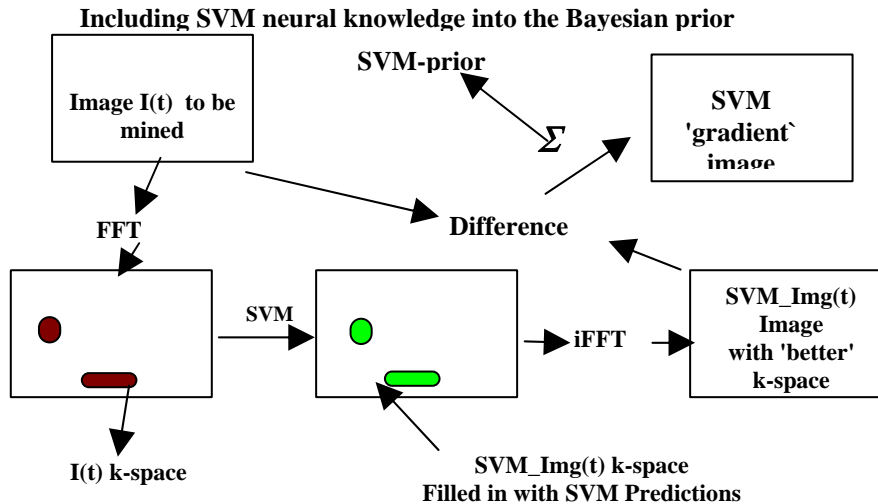 Including SVM neural knowledge into the Bayesian prior
SVM-prior
Image I(t) to be
mined
SVM
'gradient`
image
Σ
FFT
Difference
SVM
iFFT
SVM_Img(t)
Image
with 'better'
k-space
I(t) k-space
SVM_Img(t) k-space
Filled in with SVM Predictions